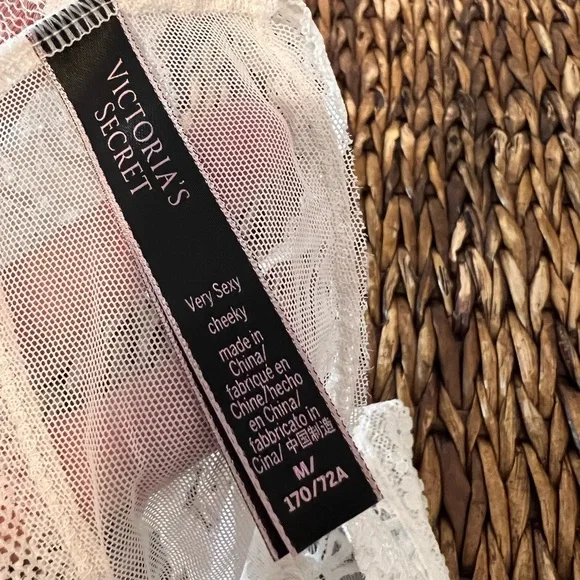 VICTORIA'S
SECRET
Very Sexy
cheeky
made in
China/
fabriqué en
Chine/hecho
en China/
fabbricato in
Cina/ 中国制造
M/
170/72A